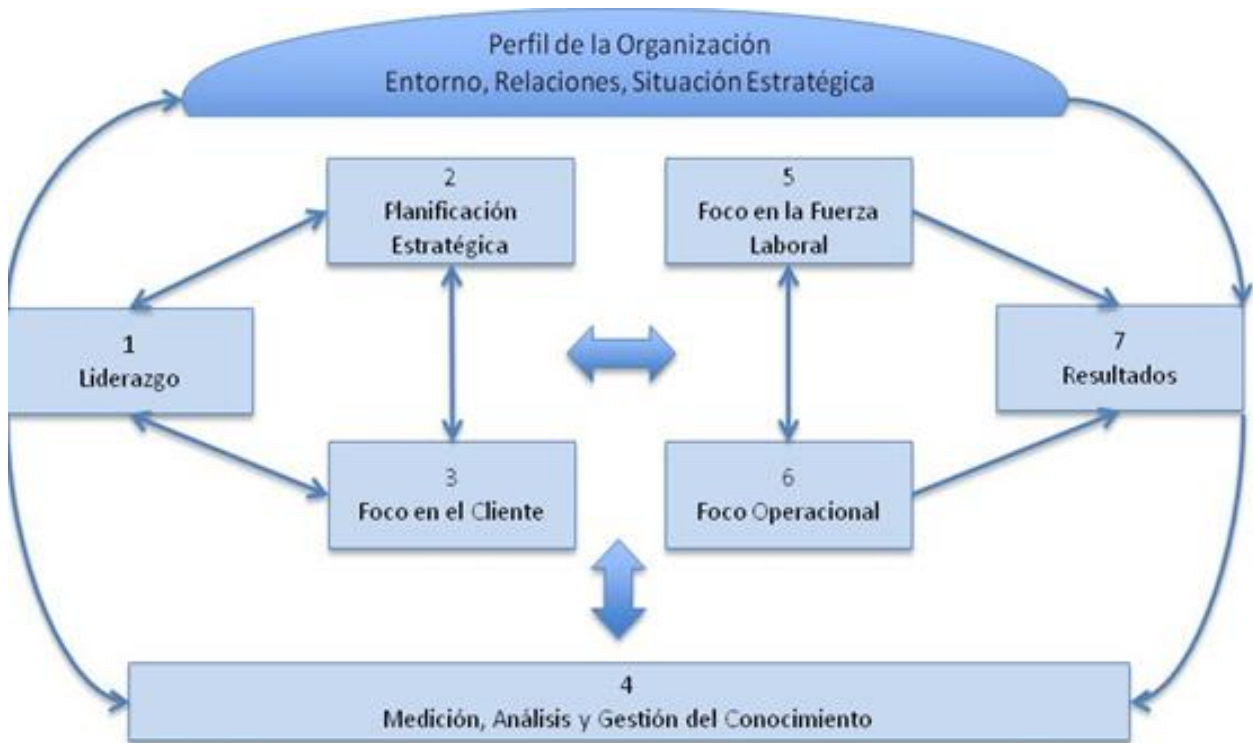 Perfil de la Organización
Entorno, Relaciones, Situación Estratégica
2
Planificación
Estratégica
5
Foco en la Fuerza
Laboral
1
Liderazgo
7
Resultados
3
Foco en el Cliente
6
Foco Operacional
4
Medición, Análisis y Gestión del Conocimiento